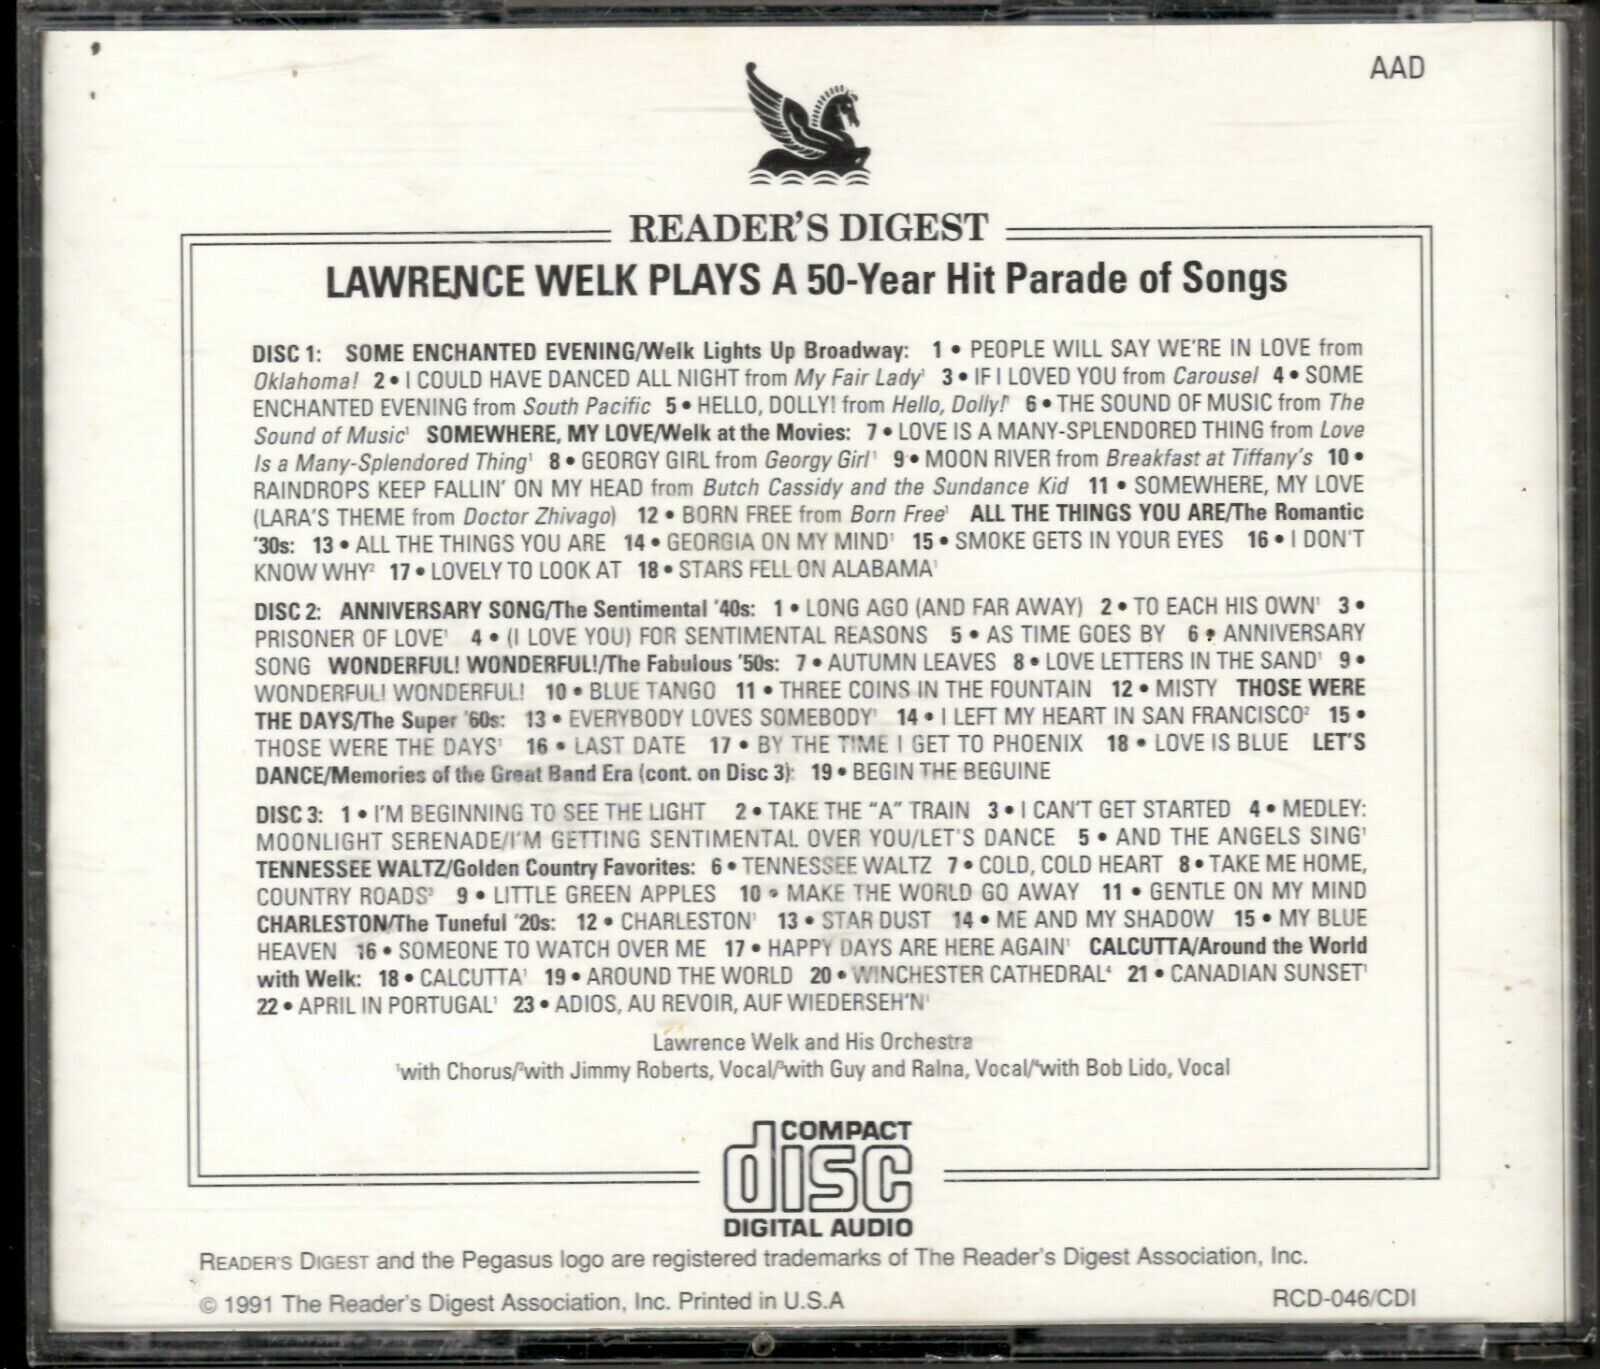 AAD
READER'S DIGEST
LAWRENCE WELK PLAYS A 50-Year Hit Parade of Songs
DISC 1: SOME ENCHANTED EVENING/Welk Lights Up Broadway: 1 • PEOPLE WILL SAY WE'RE IN LOVE from
Oklahoma! 2 • I COULD HAVE DANCED ALL NIGHT from My Fair Lady¹ 3 • IF I LOVED YOU from Carousel 4 • SOME
ENCHANTED EVENING from South Pacific 5 • HELLO, DOLLY! from Hello, Dolly!¹ 6 • THE SOUND OF MUSIC from The
Sound of Music¹ SOMEWHERE, MY LOVE/Welk at the Movies: 7 • LOVE IS A MANY-SPLENDORED THING from Love
Is a Many-Splendored Thing¹ 8 • GEORGY GIRL from Georgy Girl¹ 9 • MOON RIVER from Breakfast at Tiffany's 10 •
RAINDROPS KEEP FALLIN' ON MY HEAD from Butch Cassidy and the Sundance Kid 11 • SOMEWHERE, MY LOVE
(LARA'S THEME from Doctor Zhivago) 12 • BORN FREE from Born Free¹ ALL THE THINGS YOU ARE/The Romantic
'30s: 13 • ALL THE THINGS YOU ARE 14 • GEORGIA ON MY MIND¹ 15 • SMOKE GETS IN YOUR EYES 16 • I DON'T
KNOW WHY² 17 • LOVELY TO LOOK AT 18 • STARS FELL ON ALABAMA¹
DISC 2: ANNIVERSARY SONG/The Sentimental '40s: 1 • LONG AGO (AND FAR AWAY) 2 • TO EACH HIS OWN¹ 3 •
PRISONER OF LOVE¹ 4 • (I LOVE YOU) FOR SENTIMENTAL REASONS 5 • AS TIME GOES BY 6 • ANNIVERSARY
SONG WONDERFUL! WONDERFUL!/The Fabulous '50s: 7 • AUTUMN LEAVES 8 • LOVE LETTERS IN THE SAND¹ 9 •
WONDERFUL! WONDERFUL! 10 • BLUE TANGO 11 • THREE COINS IN THE FOUNTAIN 12 • MISTY THOSE WERE
THE DAYS/The Super '60s: 13 • EVERYBODY LOVES SOMEBODY¹ 14 • I LEFT MY HEART IN SAN FRANCISCO² 15 •
THOSE WERE THE DAYS¹ 16 • LAST DATE 17 • BY THE TIME I GET TO PHOENIX 18 • LOVE IS BLUE LET'S
DANCE/Memories of the Great Band Era (cont. on Disc 3): 19 • BEGIN THE BEGUINE
DISC 3: 1 • I'M BEGINNING TO SEE THE LIGHT 2 • TAKE THE "A" TRAIN 3 • I CAN'T GET STARTED 4 • MEDLEY:
MOONLIGHT SERENADE/I'M GETTING SENTIMENTAL OVER YOU/LET'S DANCE 5 • AND THE ANGELS SING¹
TENNESSEE WALTZ/Golden Country Favorites: 6 • TENNESSEE WALTZ 7 • COLD, COLD HEART 8 • TAKE ME HOME,
COUNTRY ROADS³ 9 • LITTLE GREEN APPLES 10 • MAKE THE WORLD GO AWAY 11 • GENTLE ON MY MIND
CHARLESTON/The Tuneful '20s: 12 • CHARLESTON¹ 13 • STAR DUST 14 • ME AND MY SHADOW 15 • MY BLUE
HEAVEN 16 • SOMEONE TO WATCH OVER ME 17 • HAPPY DAYS ARE HERE AGAIN¹ CALCUTTA/Around the World
with Welk: 18 • CALCUTTA¹ 19 • AROUND THE WORLD 20 • WINCHESTER CATHEDRAL⁴ 21 • CANADIAN SUNSET¹
22 • APRIL IN PORTUGAL¹ 23 • ADIOS, AU REVOIR, AUF WIEDERSEH'N¹
Lawrence Welk and His Orchestra
¹with Chorus/²with Jimmy Roberts, Vocal/³with Guy and Ralna, Vocal/⁴with Bob Lido, Vocal
COMPACT
disc
DIGITAL AUDIO
READER'S DIGEST and the Pegasus logo are registered trademarks of The Reader's Digest Association, Inc.
© 1991 The Reader's Digest Association, Inc. Printed in U.S.A
RCD-046/CDI